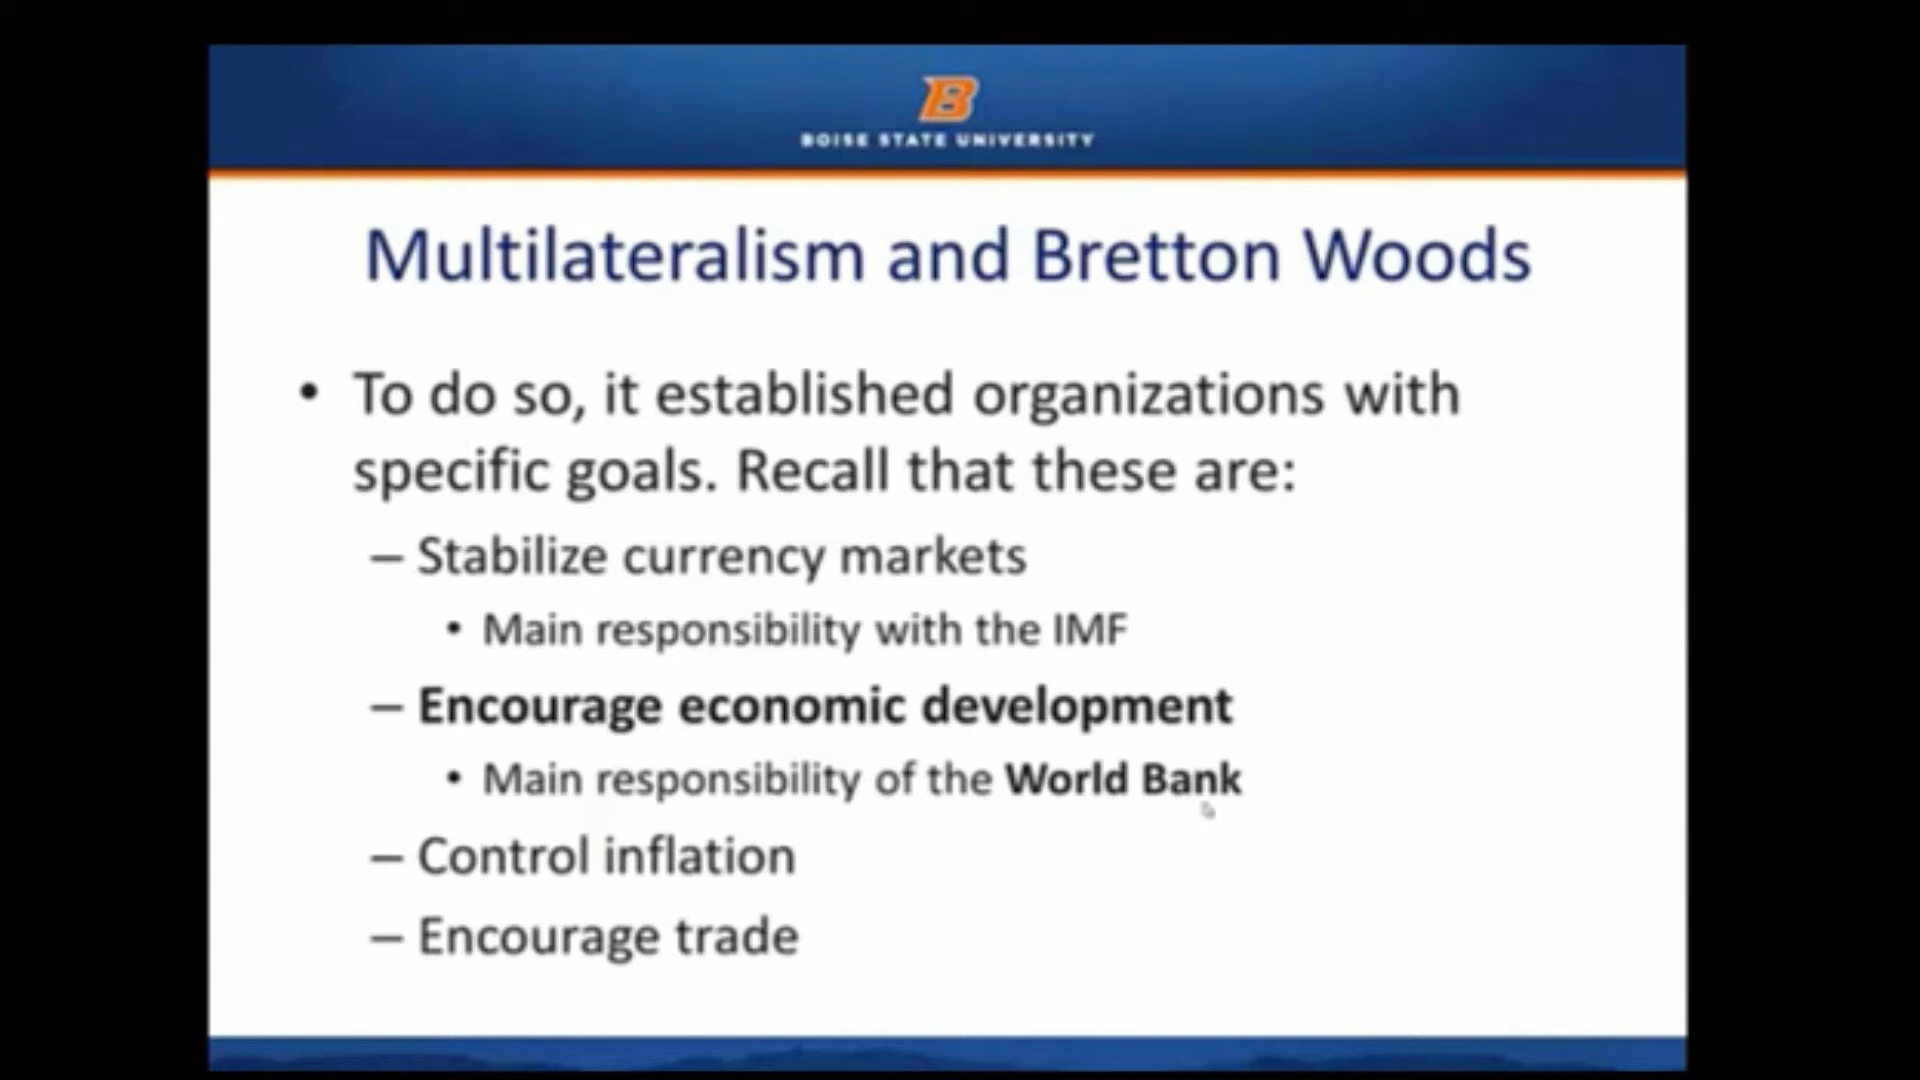 B
BOISE STATE UNIVERSITY
Multilateralism and Bretton Woods
• To do so, it established organizations with
specific goals. Recall that these are:
– Stabilize currency markets
• Main responsibility with the IMF
– Encourage economic development
• Main responsibility of the World Bank
– Control inflation
– Encourage trade